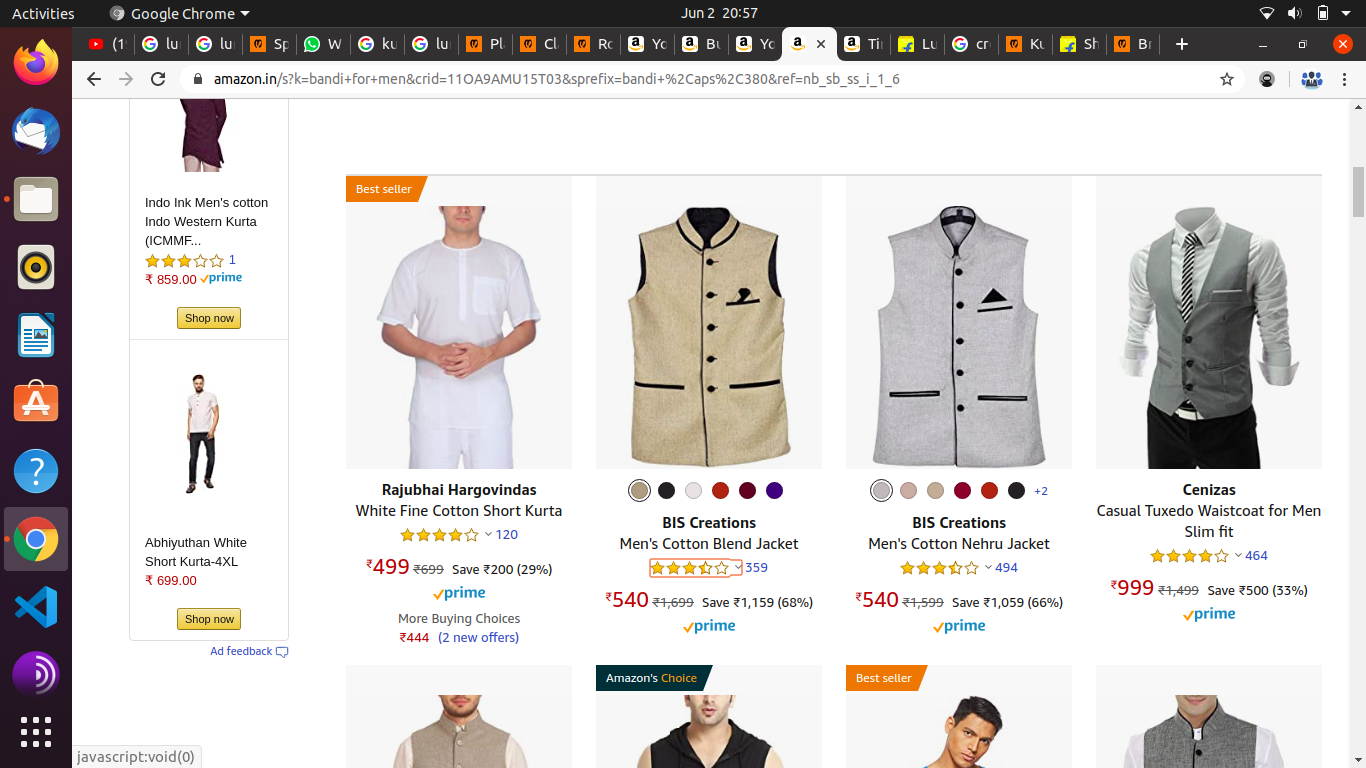 Activities
Google Chrome
Jun 2 20:57
(1
lu
lu
Sp
W
ku
lu
Pl
Cl
Ro
Yo
Bu
Yo
Ti
Lu
cr
Ku
Sh
Br
amazon.in/s?k=bandi+for+men&crid=11OA9AMU15T03&sprefix=bandi+%2Caps%2C380&ref=nb_sb_ss_i_1_6
Indo Ink Men's cotton
Indo Western Kurta
(ICMMF...
1
₹ 859.00 prime
Shop now
Abhiyuthan White
Short Kurta-4XL
₹ 699.00
Shop now
Ad feedback
Best seller
Rajubhai Hargovindas
White Fine Cotton Short Kurta
120
₹499 ₹699 Save ₹200 (29%)
prime
More Buying Choices
₹444 (2 new offers)
BIS Creations
Men's Cotton Blend Jacket
359
₹540 ₹1,699 Save ₹1,159 (68%)
prime
+2
BIS Creations
Men's Cotton Nehru Jacket
494
₹540 ₹1,599 Save ₹1,059 (66%)
prime
Cenizas
Casual Tuxedo Waistcoat for Men
Slim fit
464
₹999 ₹1,499 Save ₹500 (33%)
prime
Amazon's Choice
Best seller
javascript:void(0)